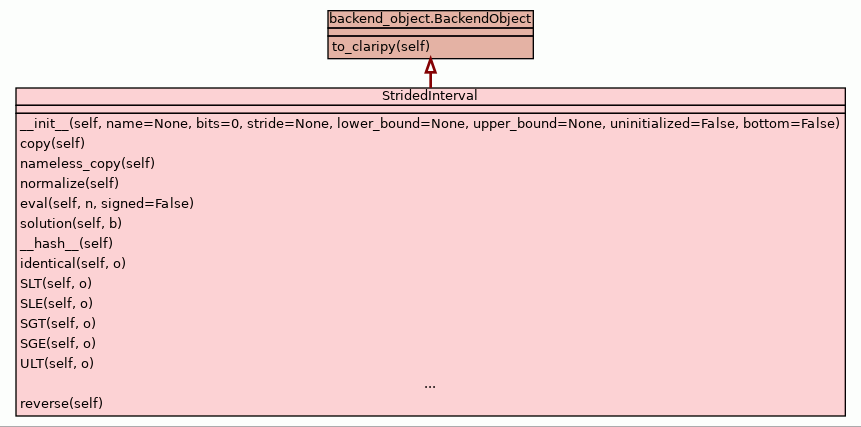 backend_object.BackendObject
to_claripy(self)
StridedInterval
__init__(self, name=None, bits=0, stride=None, lower_bound=None, upper_bound=None, uninitialized=False, bottom=False)
copy(self)
nameless_copy(self)
normalize(self)
eval(self, n, signed=False)
solution(self, b)
__hash__(self)
identical(self, o)
SLT(self, o)
SLE(self, o)
SGT(self, o)
SGE(self, o)
ULT(self, o)
...
reverse(self)